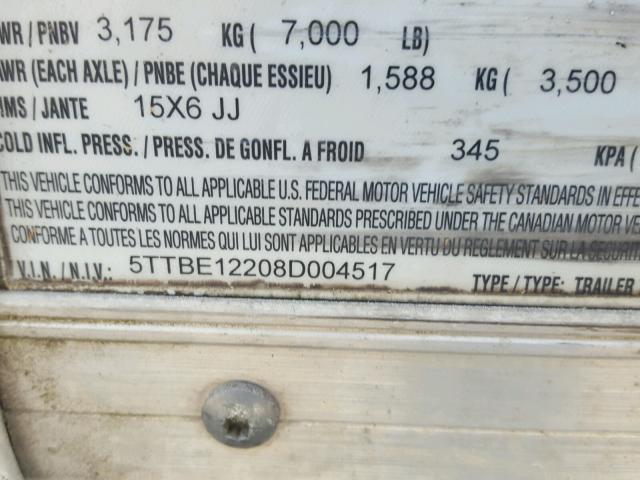 WR / PNBV 3,175 KG ( 7,000 LB)
WR (EACH AXLE) / PNBE (CHAQUE ESSIEU) 1,588 KG ( 3,500
IMS / JANTE 15X6 JJ
COLD INFL. PRESS. / PRESS. DE GONFL. A FROID 345 KPA (
THIS VEHICLE CONFORMS TO ALL APPLICABLE U.S. FEDERAL MOTOR VEHICLE SAFETY STANDARDS IN EFFE
THIS VEHICLE CONFORMS TO ALL APPLICABLE STANDARDS PRESCRIBED UNDER THE CANADIAN MOTOR VE
CONFORME A TOUTES LES NORMES QUI LUI SONT APPLICABLES EN VERTU DU REGLEMENT SUR LA SECURI
V.I.N. / N.I.V.: 5TTBE12208D004517 TYPE / TYPE: TRAILER